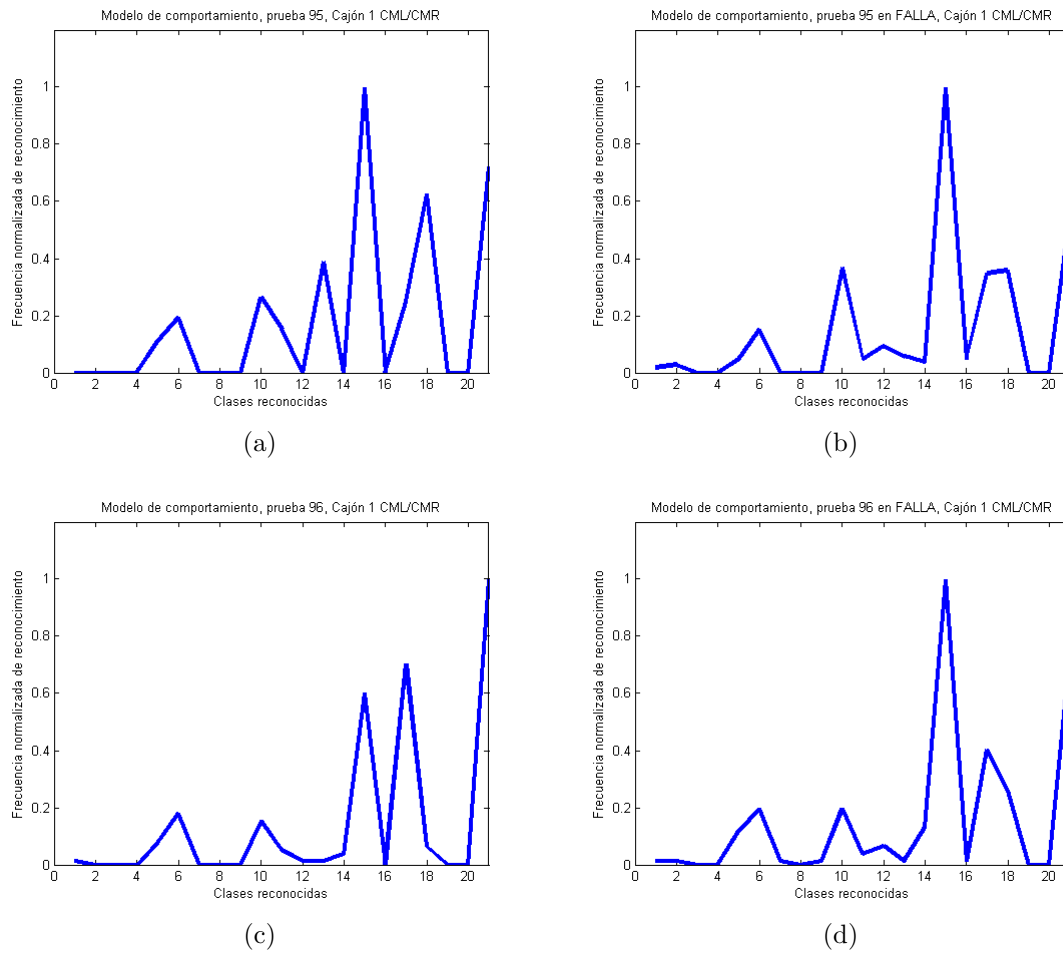 Modelo de comportamiento, prueba 95, Cajón 1 CML/CMR
Frecuencia normalizada de reconocimiento
1
0.8
0.6
0.4
0.2
0
0 2 4 6 8 10 12 14 16 18 20
Clases reconocidas
(a)
Modelo de comportamiento, prueba 95 en FALLA, Cajón 1 CML/CMR
Frecuencia normalizada de reconocimiento
1
0.8
0.6
0.4
0.2
0
0 2 4 6 8 10 12 14 16 18 20
Clases reconocidas
(b)
Modelo de comportamiento, prueba 96, Cajón 1 CML/CMR
Frecuencia normalizada de reconocimiento
1
0.8
0.6
0.4
0.2
0
0 2 4 6 8 10 12 14 16 18 20
Clases reconocidas
(c)
Modelo de comportamiento, prueba 96 en FALLA, Cajón 1 CML/CMR
Frecuencia normalizada de reconocimiento
1
0.8
0.6
0.4
0.2
0
0 2 4 6 8 10 12 14 16 18 20
Clases reconocidas
(d)